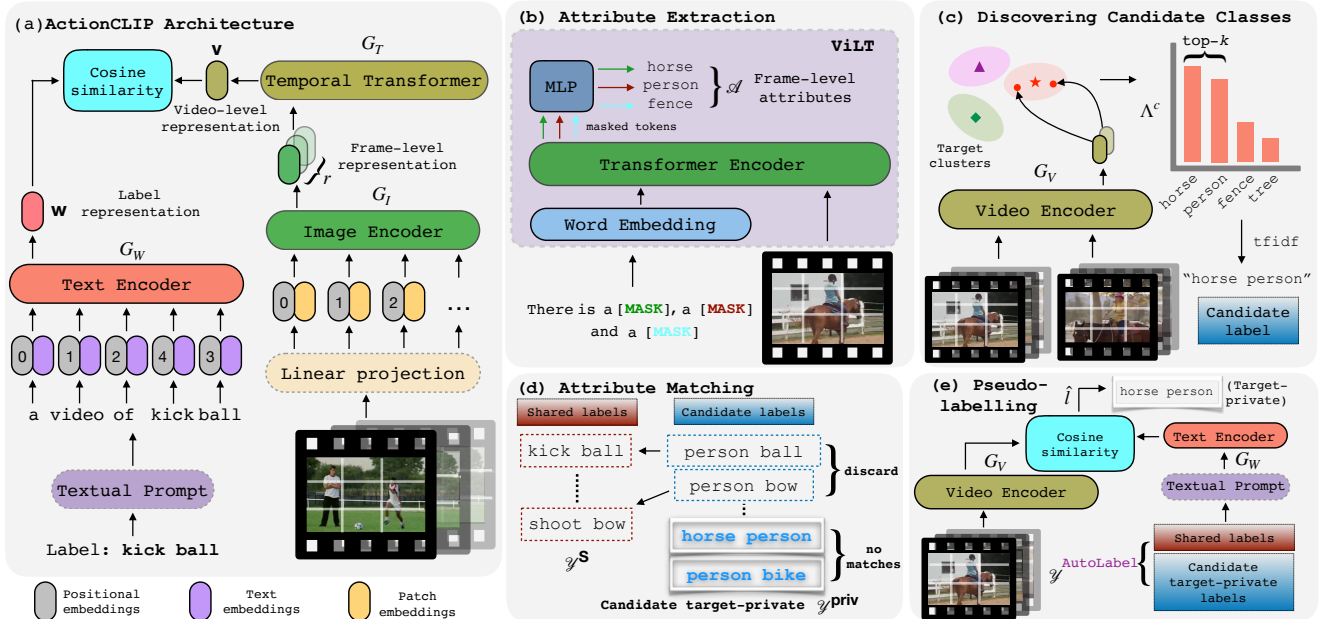 (a)ActionCLIP Architecture
v
G_T
Cosine
similarity
Temporal Transformer
Video-level
representation
Frame-level
representation
r
w
Label
representation
G_I
Image Encoder
G_W
Text Encoder
0 1 2 ...
0 1 2 4 3
Linear projection
a video of kick ball
Textual Prompt
Label: kick ball
Positional
embeddings
Text
embeddings
Patch
embeddings
(b) Attribute Extraction
ViLT
MLP
horse
person
fence
𝒜
Frame-level
attributes
masked tokens
Transformer Encoder
Word Embedding
There is a [MASK], a [MASK]
and a [MASK]
(c) Discovering Candidate Classes
top-k
Λ^c
Target
clusters
G_V
Video Encoder
horse
person
fence
tree
tfidf
"horse person"
Candidate
label
(d) Attribute Matching
Shared labels
Candidate labels
kick ball
person ball
person bow
discard
shoot bow
𝒴^S
horse person
person bike
no
matches
Candidate target-private 𝒴^priv
(e) Pseudo-
labelling
l̂
horse person
(Target-
private)
Cosine
similarity
Text Encoder
G_V
G_W
Video Encoder
Textual Prompt
Shared labels
𝒴^AutoLabel
Candidate
target-private
labels